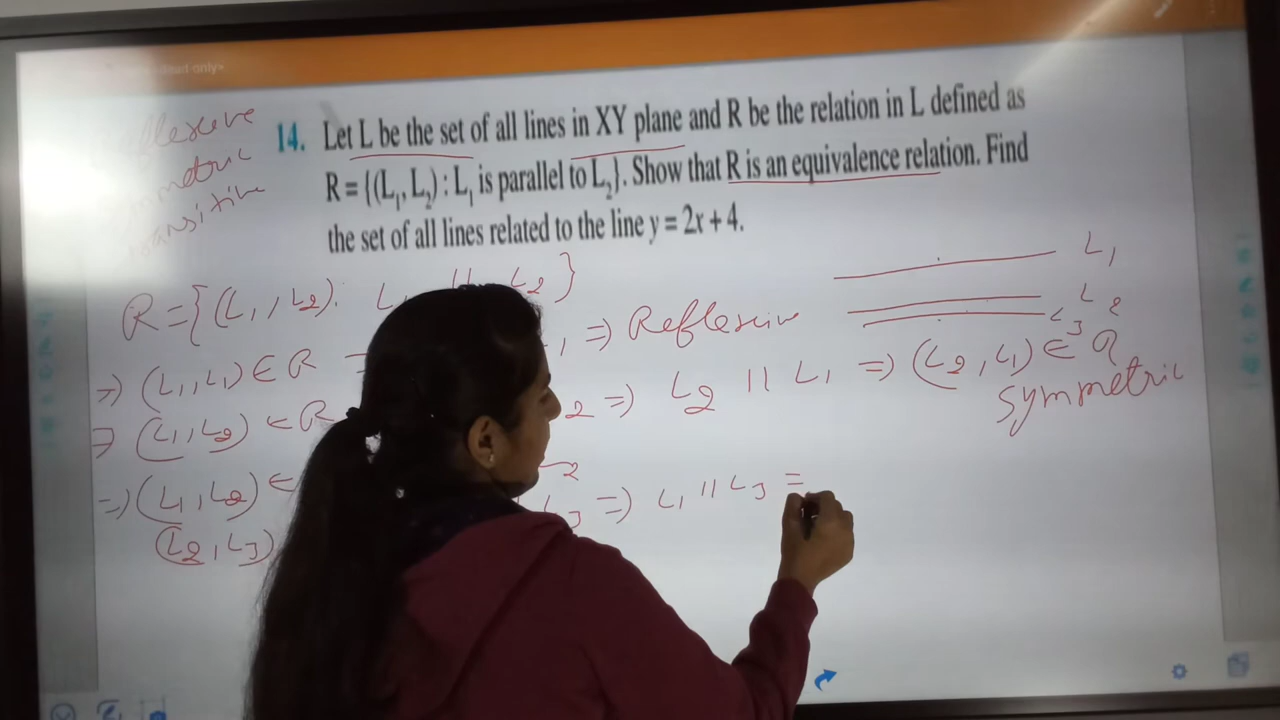 14. Let L be the set of all lines in XY plane and R be the relation in L defined as
R = {(L₁, L₂) : L₁ is parallel to L₂}. Show that R is an equivalence relation. Find
the set of all lines related to the line y = 2x + 4.
R = {(L₁, L₂): L₁ || L₂}
L₁
L₂
L₃
=> (L₁, L₁) ∈ R => Reflexive
=> (L₁, L₂) ∈ R 2 => L₂ || L₁ => (L₂, L₁) ∈ R
symmetric
=> (L₁, L₂) ∈ 2
(L₂, L₃) L₃ => L₁ || L₃ =